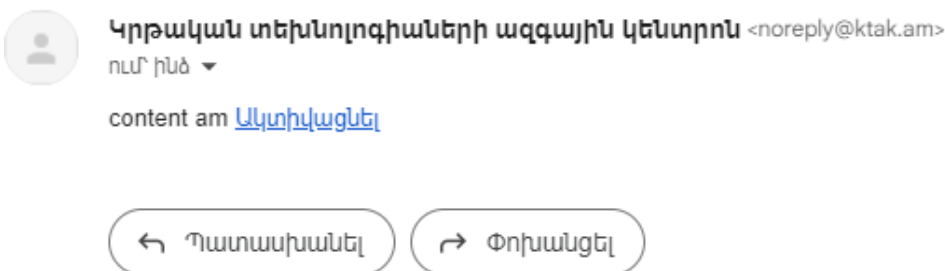 Կրթական տեխնոլոգիաների ազգային կենտրոն <noreply@ktak.am>
ում՝ ինձ
content am Ակտիվացնել
Պատասխանել
Փոխանցել